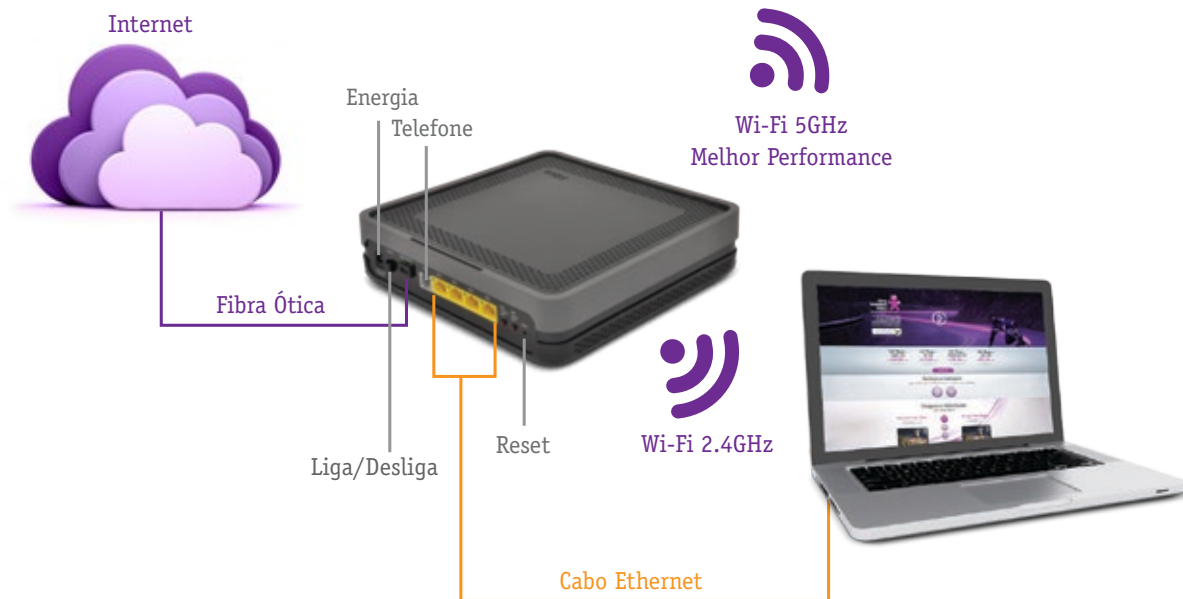 Internet
Energia
Telefone
Wi-Fi 5GHz
Melhor Performance
Fibra Ótica
Reset
Wi-Fi 2.4GHz
Liga/Desliga
Cabo Ethernet